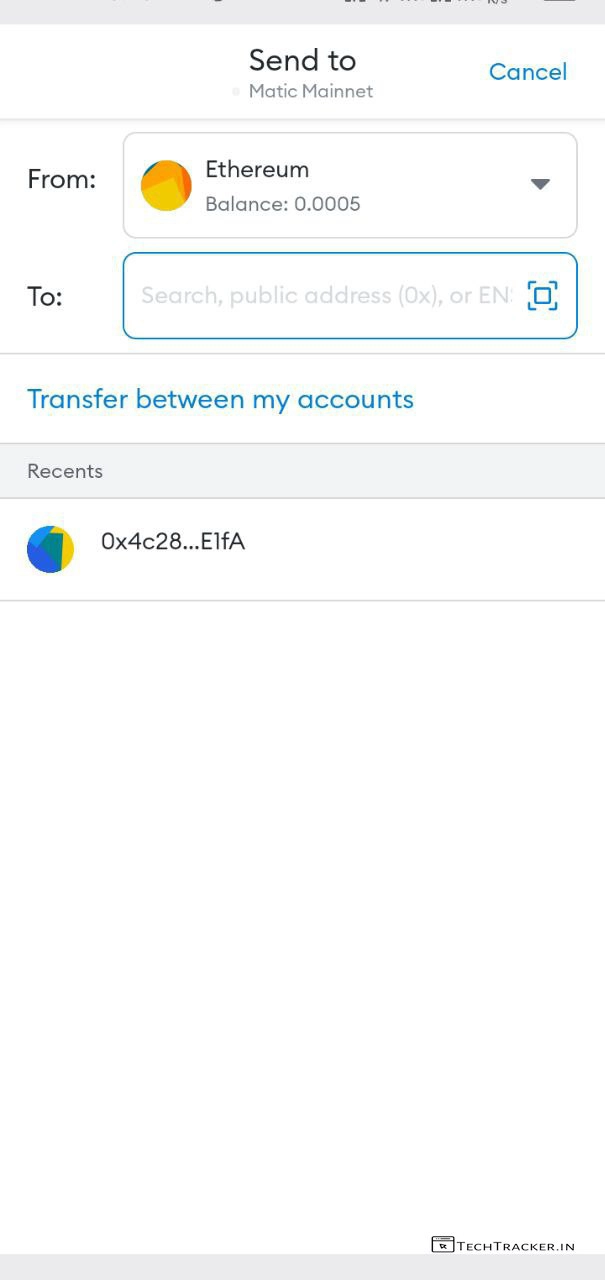 Send to
Matic Mainnet
Cancel
From:
Ethereum
Balance: 0.0005
To:
Search, public address (0x), or EN
Transfer between my accounts
Recents
0x4c28...E1fA
TECHTRACKER.IN